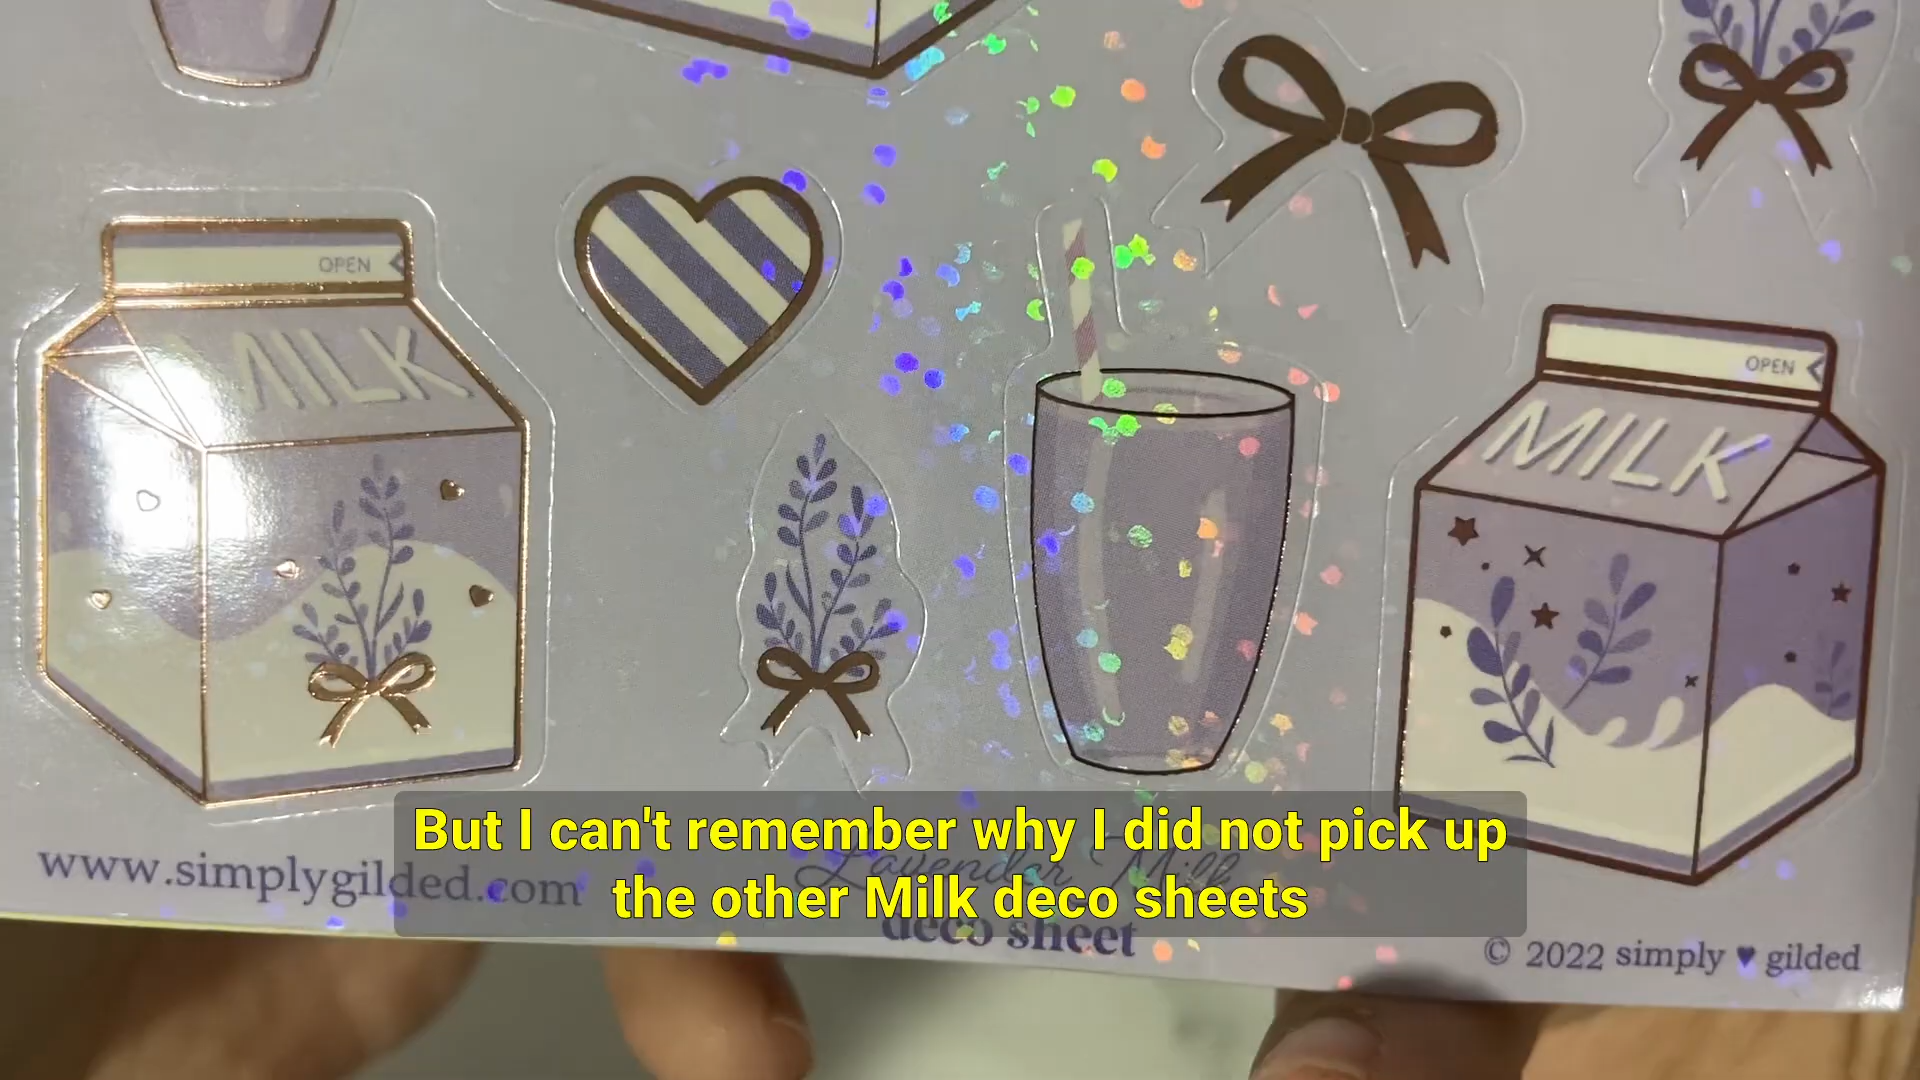 OPEN
MILK
OPEN
MILK
But I can't remember why I did not pick up
the other Milk deco sheets
www.simplygilded.com
Lavender Milk
deco sheet
© 2022 simply ♥ gilded